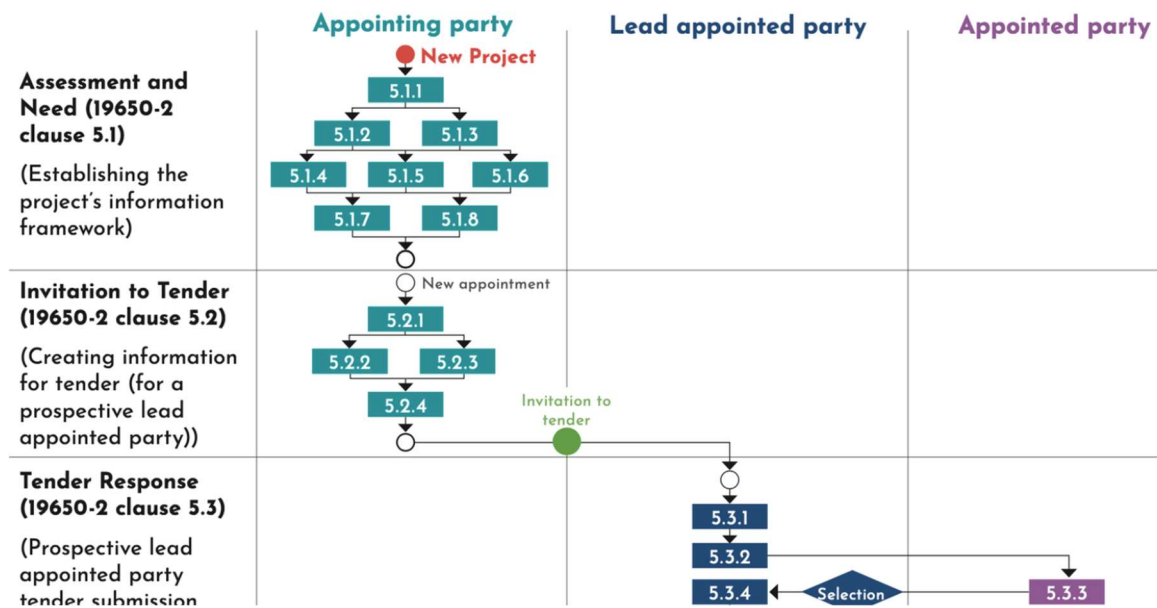 Appointing party
Lead appointed party
Appointed party
New Project
Assessment and
Need (19650-2
clause 5.1)
(Establishing the
project's information
framework)
5.1.1
5.1.2
5.1.3
5.1.4
5.1.5
5.1.6
5.1.7
5.1.8
Invitation to Tender
(19650-2 clause 5.2)
(Creating information
for tender (for a
prospective lead
appointed party))
New appointment
5.2.1
5.2.2
5.2.3
5.2.4
Invitation to
tender
Tender Response
(19650-2 clause 5.3)
(Prospective lead
appointed party
tender submission
5.3.1
5.3.2
5.3.4
Selection
5.3.3